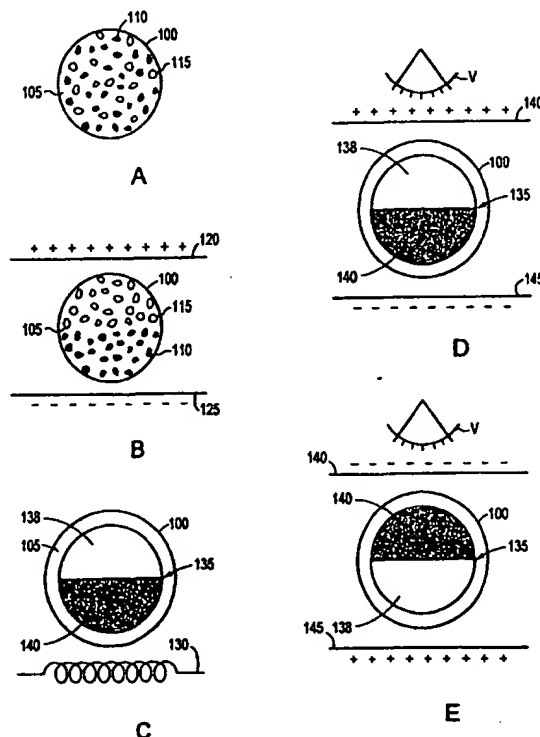 110
100
115
105
A
+ + + + + + + + +
120
100
115
105
110
125
- - - - - - - - -
B
138
100
105
135
140
130
C
V
+ + + + + + + + +
140
138
100
135
140
145
- - - - - - - - -
D
V
- - - - - - - - -
140
140
100
135
138
145
+ + + + + + + + +
E